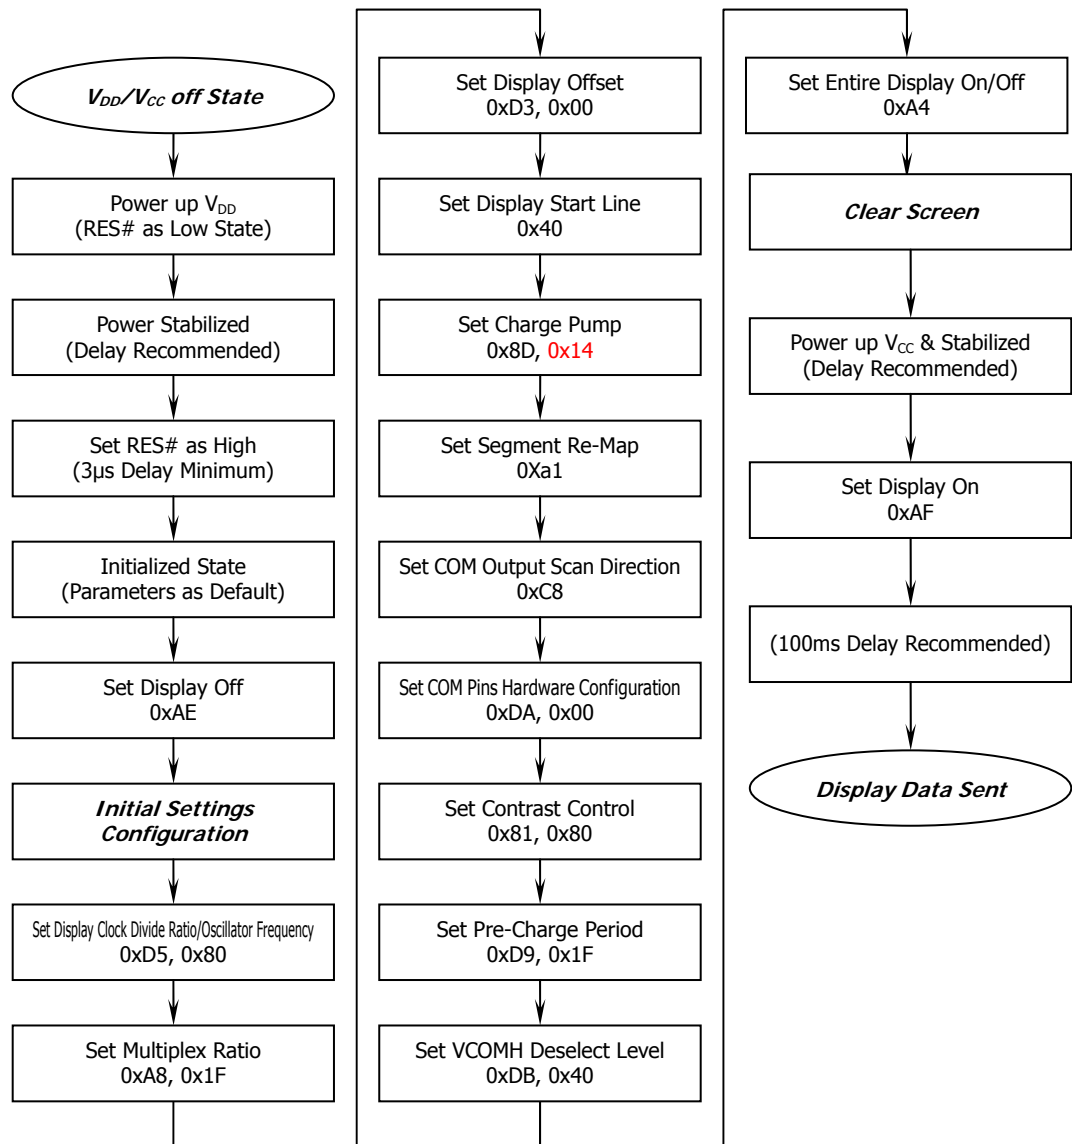 V_DD/V_CC off State
Power up V_DD
(RES# as Low State)
Power Stabilized
(Delay Recommended)
Set RES# as High
(3µs Delay Minimum)
Initialized State
(Parameters as Default)
Set Display Off
0xAE
Initial Settings
Configuration
Set Display Clock Divide Ratio/Oscillator Frequency
0xD5, 0x80
Set Multiplex Ratio
0xA8, 0x1F
Set Display Offset
0xD3, 0x00
Set Display Start Line
0x40
Set Charge Pump
0x8D, 0x14
Set Segment Re-Map
0Xa1
Set COM Output Scan Direction
0xC8
Set COM Pins Hardware Configuration
0xDA, 0x00
Set Contrast Control
0x81, 0x80
Set Pre-Charge Period
0xD9, 0x1F
Set VCOMH Deselect Level
0xDB, 0x40
Set Entire Display On/Off
0xA4
Clear Screen
Power up V_CC & Stabilized
(Delay Recommended)
Set Display On
0xAF
(100ms Delay Recommended)
Display Data Sent